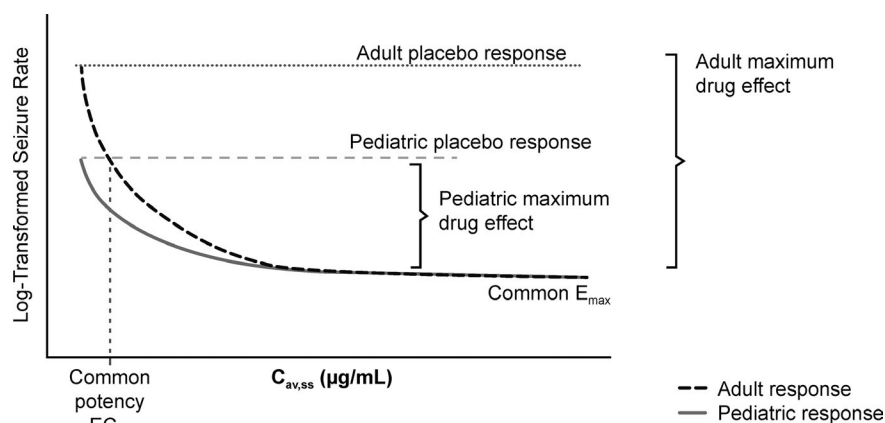 Log-Transformed Seizure Rate
Adult placebo response
Adult maximum
drug effect
Pediatric placebo response
Pediatric maximum
drug effect
Common Emax
Common
potency
Cav,ss (µg/mL)
Adult response
Pediatric response